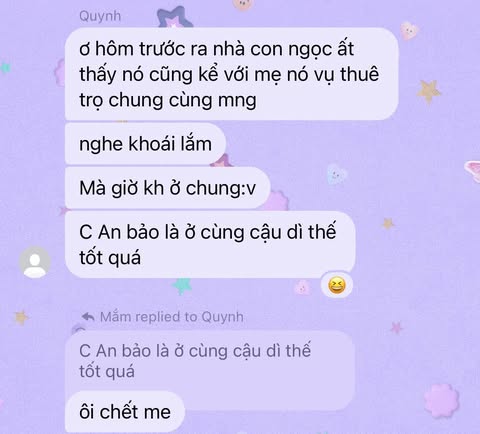 Quynh
ơ hôm trước ra nhà con ngọc ất
thấy nó cũng kể với mẹ nó vụ thuê
trọ chung cùng mng
nghe khoái lắm
Mà giờ kh ở chung:v
C An bảo là ở cùng cậu dì thế
tốt quá
Mắm replied to Quynh
C An bảo là ở cùng cậu dì thế
tốt quá
ôi chết me